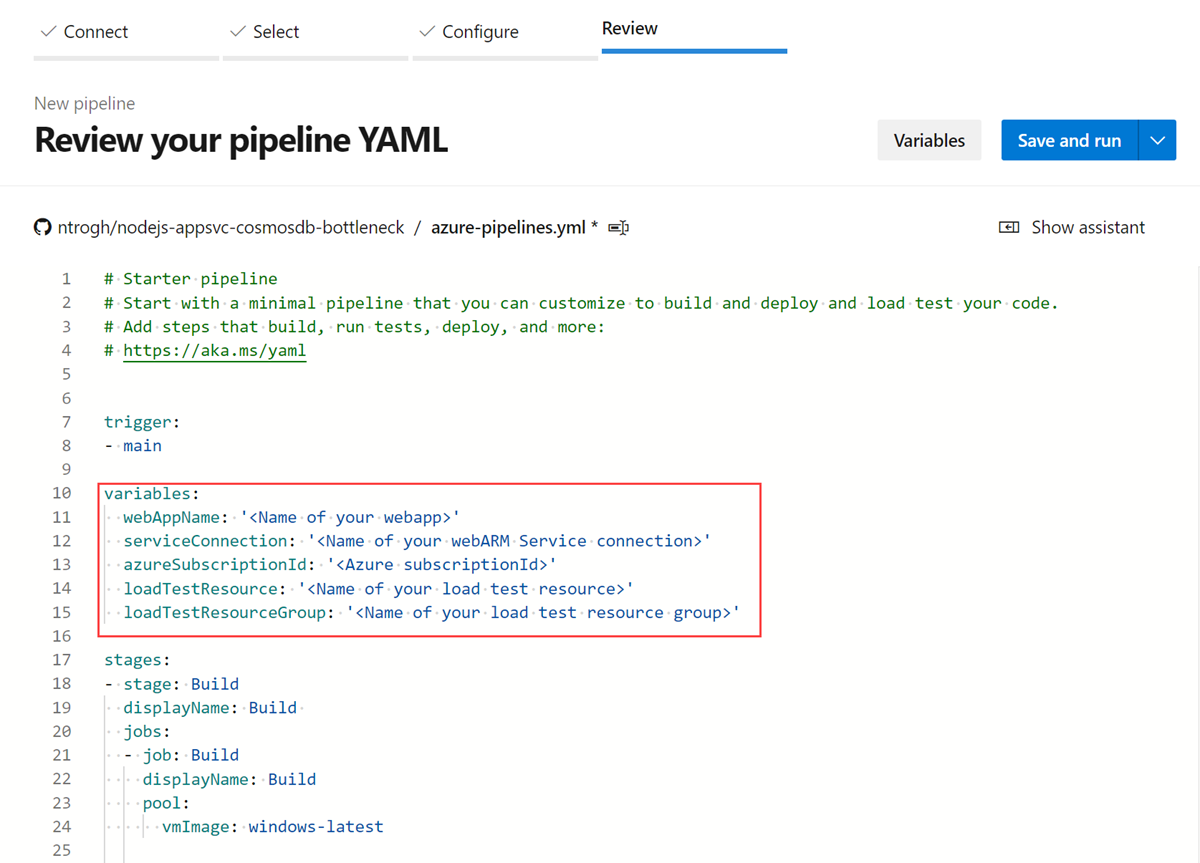 Connect
Select
Configure
Review
New pipeline
Review your pipeline YAML
Variables
Save and run
ntrogh/nodejs-appsvc-cosmosdb-bottleneck / azure-pipelines.yml *
Show assistant
1 # Starter pipeline
2 # Start with a minimal pipeline that you can customize to build and deploy and load test your code.
3 # Add steps that build, run tests, deploy, and more:
4 # https://aka.ms/yaml
5
6
7 trigger:
8 - main
9
10 variables:
11   webAppName: '<Name of your webapp>'
12   serviceConnection: '<Name of your webARM Service connection>'
13   azureSubscriptionId: '<Azure subscriptionId>'
14   loadTestResource: '<Name of your load test resource>'
15   loadTestResourceGroup: '<Name of your load test resource group>'
16
17 stages:
18 - stage: Build
19   displayName: Build
20   jobs:
21   - job: Build
22     displayName: Build
23     pool:
24       vmImage: windows-latest
25